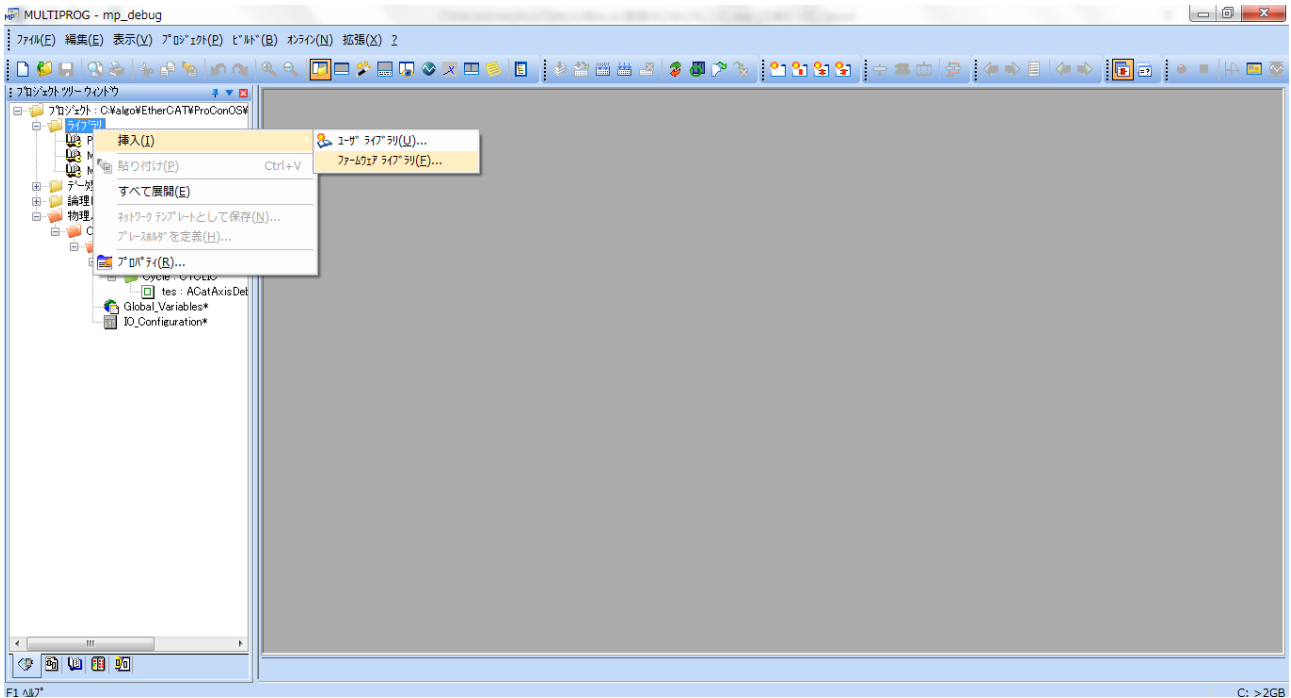 MULTIPROG - mp_debug
ﾌｧｲﾙ(F) 編集(E) 表示(V) ﾌﾟﾛｼﾞｪｸﾄ(P) ﾋﾞﾙﾄﾞ(B) ｵﾝﾗｲﾝ(N) 拡張(X) ?
ﾌﾟﾛｼﾞｪｸﾄ ﾂﾘｰ ｳｨﾝﾄﾞｳ
ﾌﾟﾛｼﾞｪｸﾄ : C:¥algo¥EtherCAT¥ProConOS¥
ﾗｲﾌﾞﾗﾘ
P
M
M
ﾃﾞｰﾀ
論理
物理
C
挿入(I)
貼り付け(P) Ctrl+V
すべて展開(E)
ﾈｯﾄﾜｰｸ ﾃﾝﾌﾟﾚｰﾄとして保存(N)...
ﾌﾟﾚｰｽﾎﾙﾀﾞを定義(H)...
ﾌﾟﾛﾊﾟﾃｨ(R)...
ﾕｰｻﾞ ﾗｲﾌﾞﾗﾘ(U)...
ﾌｧｰﾑｳｪｱ ﾗｲﾌﾞﾗﾘ(F)...
Cycle : CYCLIC
tes : ACatAxisDeb
Global_Variables*
IO_Configuration*
F1 ﾍﾙﾌﾟ
C: >2GB